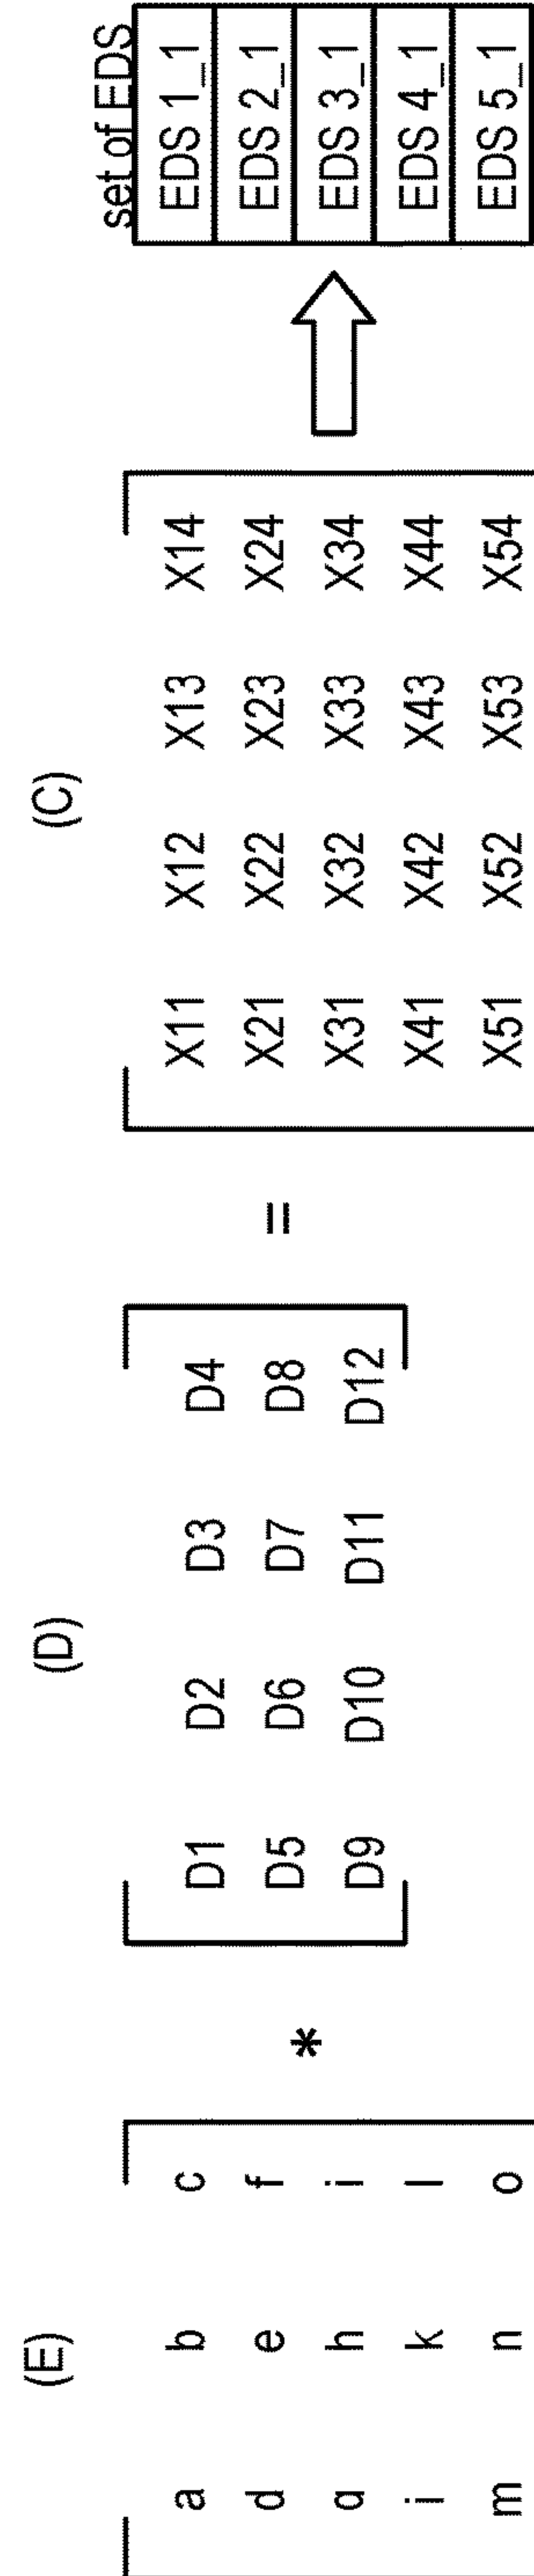 (E)
a b c
d e f
q h i
i k l
m n o
*
(D)
D1 D2 D3 D4
D5 D6 D7 D8
D9 D10 D11 D12
=
(C)
X11 X12 X13 X14
X21 X22 X23 X24
X31 X32 X33 X34
X41 X42 X43 X44
X51 X52 X53 X54
set of EDS
EDS 1_1
EDS 2_1
EDS 3_1
EDS 4_1
EDS 5_1